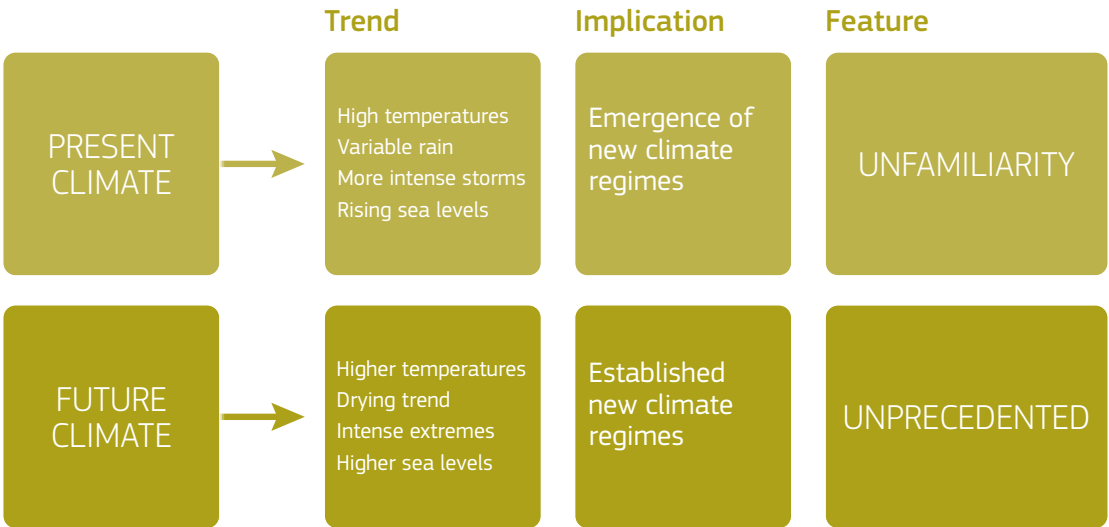 Trend
Implication
Feature
PRESENT
CLIMATE
High temperatures
Variable rain
More intense storms
Rising sea levels
Emergence of
new climate
regimes
UNFAMILIARITY
FUTURE
CLIMATE
Higher temperatures
Drying trend
Intense extremes
Higher sea levels
Established
new climate
regimes
UNPRECEDENTED